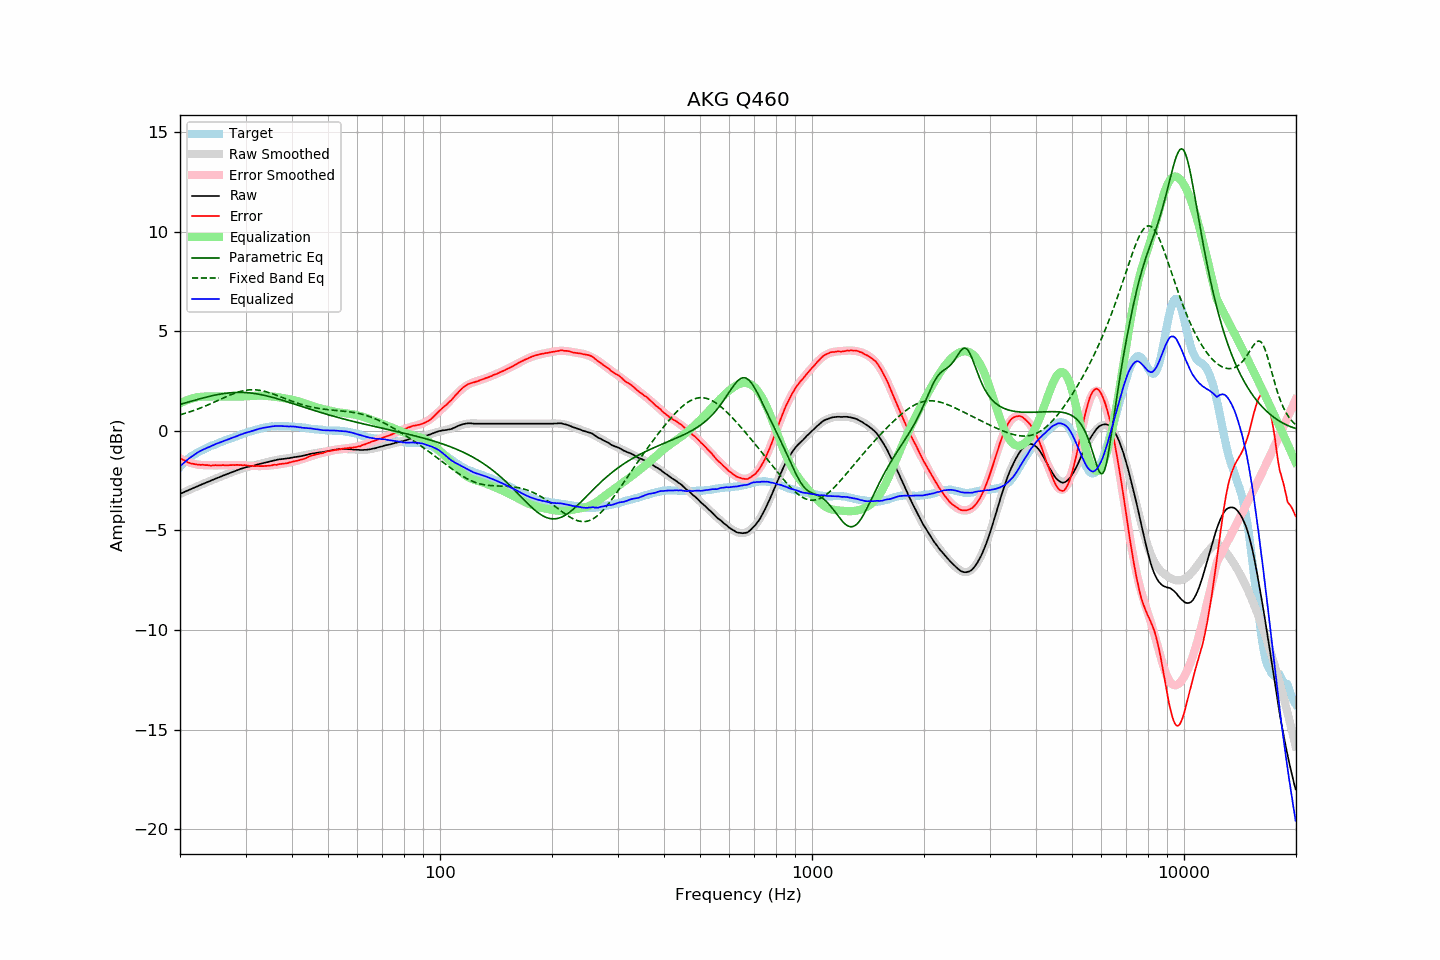 AKG Q460
Target
Raw Smoothed
Error Smoothed
Raw
Error
Equalization
Parametric Eq
Fixed Band Eq
Equalized
15
10
5
0
−5
−10
−15
−20
Amplitude (dBr)
100
1000
10000
Frequency (Hz)